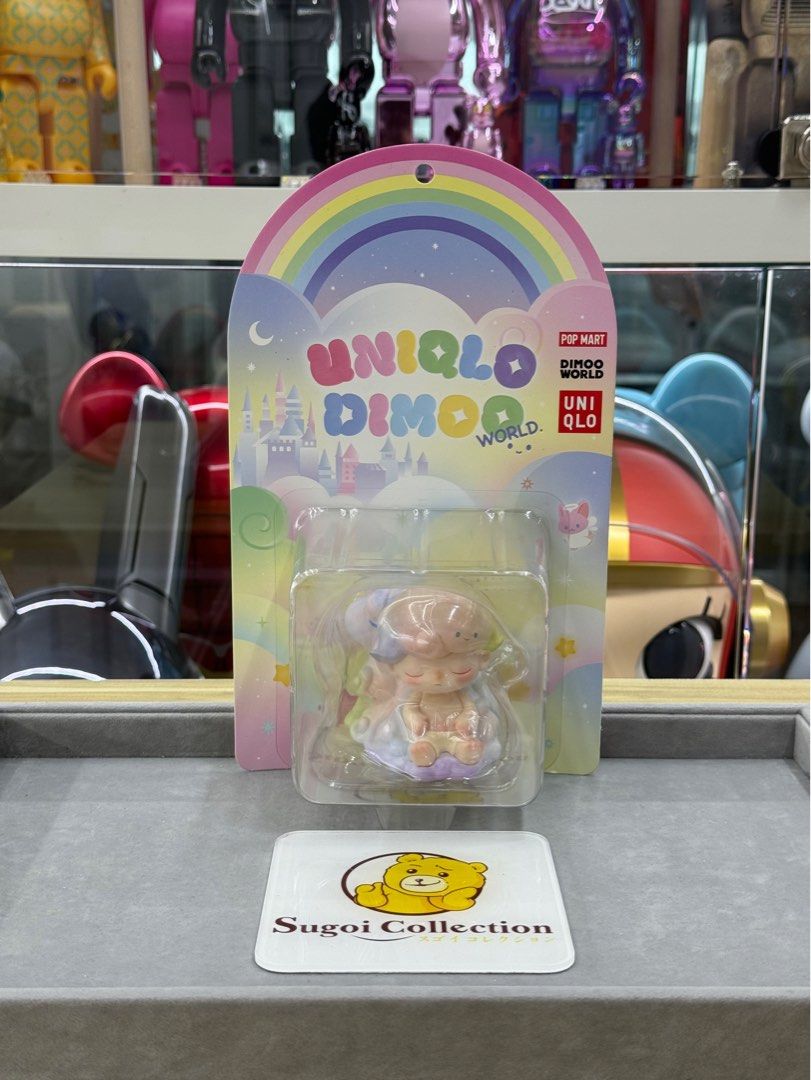 UNIQLO
DIMOO
WORLD.
POP MART
DIMOO
WORLD
UNI
QLO
Sugoi Collection
スゴイコレクション